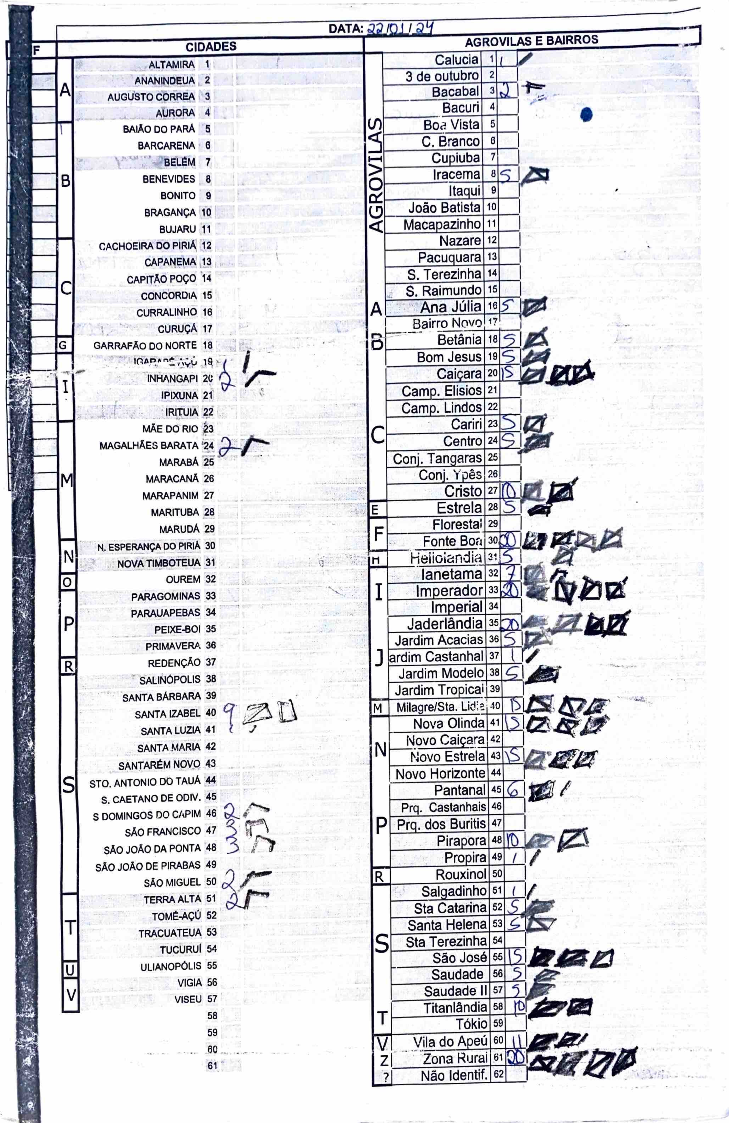 DATA: 22/01/24
F
CIDADES
A
ALTAMIRA 1
ANANINDEUA 2
AUGUSTO CORREA 3
AURORA 4
B
BAIÃO DO PARÁ 5
BARCARENA 6
BELÉM 7
BENEVIDES 8
BONITO 9
BRAGANÇA 10
BUJARU 11
C
CACHOEIRA DO PIRIÁ 12
CAPANEMA 13
CAPITÃO POÇO 14
CONCORDIA 15
CURRALINHO 16
CURUÇÁ 17
G
GARRAFÃO DO NORTE 18
I
IGARAPÉ AÇÚ 19 1
INHANGAPI 20 2
IPIXUNA 21
IRITUIA 22
M
MÃE DO RIO 23
MAGALHÃES BARATA 24 2
MARABÁ 25
MARACANÃ 26
MARAPANIM 27
MARITUBA 28
MARUDÁ 29
N
N. ESPERANÇA DO PIRIÁ 30
NOVA TIMBOTEUA 31
O
OUREM 32
P
PARAGOMINAS 33
PARAUAPEBAS 34
PEIXE-BOI 35
PRIMAVERA 36
R
REDENÇÃO 37
S
SALINÓPOLIS 38
SANTA BÁRBARA 39
SANTA IZABEL 40 9
SANTA LUZIA 41 1
SANTA MARIA 42
SANTARÉM NOVO 43
STO. ANTONIO DO TAUÁ 44
S. CAETANO DE ODIV. 45
S DOMINGOS DO CAPIM 46 2
SÃO FRANCISCO 47 3
SÃO JOÃO DA PONTA 48 3
SÃO JOÃO DE PIRABAS 49
SÃO MIGUEL 50 2
TERRA ALTA 51 2
T
TOMÉ-AÇÚ 52
TRACUATEUA 53
TUCURUÍ 54
U
ULIANÓPOLIS 55
V
VIGIA 56
VISEU 57
58
59
60
61
AGROVILAS E BAIRROS
AGROVILAS
Calucia 1 1
3 de outubro 2
Bacabal 3 2
Bacuri 4
Boa Vista 5
C. Branco 6
Cupiuba 7
Iracema 8 5
Itaqui 9
João Batista 10
Macapazinho 11
Nazare 12
Pacuquara 13
S. Terezinha 14
S. Raimundo 15
A
Ana Júlia 16 5
Bairro Novo 17
B
Betânia 18 5
Bom Jesus 19 5
Caiçara 20 15
Camp. Elisios 21
Camp. Lindos 22
C
Cariri 23 5
Centro 24 5
Conj. Tangaras 25
Conj. Ypês 26
Cristo 27 10
E
Estrela 28 5
F
Florestal 29
Fonte Boa 30 20
H
Heliolandia 31 5
I
Ianetama 32 7
Imperador 33 20
Imperial 34
J
Jaderlândia 35 20
Jardim Acacias 36 5
ardim Castanhal 37 1
Jardim Modelo 38 5
Jardim Tropical 39
M
Milagre/Sta. Lidia 40 15
N
Nova Olinda 41 15
Novo Caiçara 42
Novo Estrela 43 15
Novo Horizonte 44
P
Pantanal 45 6
Prq. Castanhais 46
Prq. dos Buritis 47
Pirapora 48 10
Propira 49 1
R
Rouxinol 50
S
Salgadinho 51 1
Sta Catarina 52 5
Santa Helena 53 5
Sta Terezinha 54
São José 55 15
Saudade 56 5
Saudade II 57 5
T
Titanlândia 58 10
Tókio 59
V
Vila do Apeú 60 11
Z
Zona Rural 61 20
?
Não Identif. 62